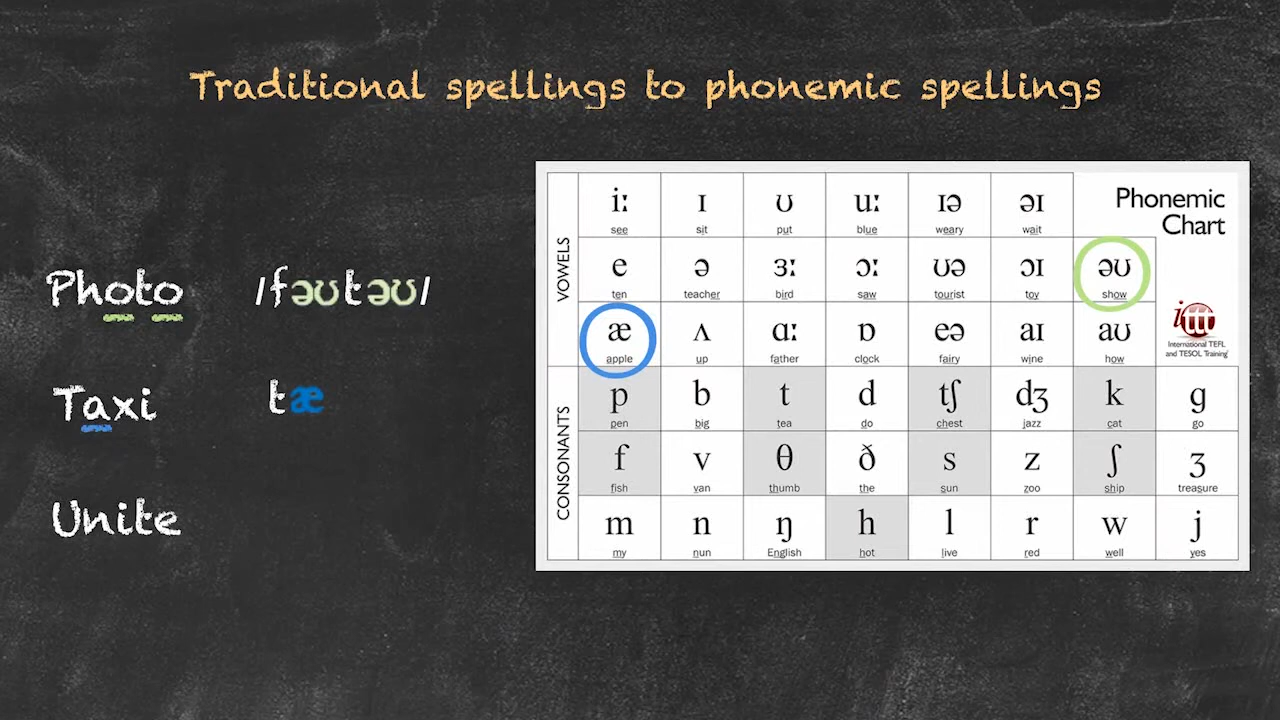 Traditional spellings to phonemic spellings
Photo /fəʊtəʊ/
Taxi tæ
Unite
Phonemic
Chart
VOWELS
iː ɪ ʊ uː ɪə əɪ
see sit put blue weary wait
e ə ɜː ɔː ʊə ɔɪ əʊ
ten teacher bird saw tourist toy show
æ ʌ ɑː ɒ eə aɪ aʊ
apple up father clock fairy wine how
ittt
International TEFL
and TESOL Training
CONSONANTS
p b t d tʃ dʒ k g
pen big tea do chest jazz cat go
f v θ ð s z ʃ ʒ
fish van thumb the sun zoo ship treasure
m n ŋ h l r w j
my nun English hot live red well yes